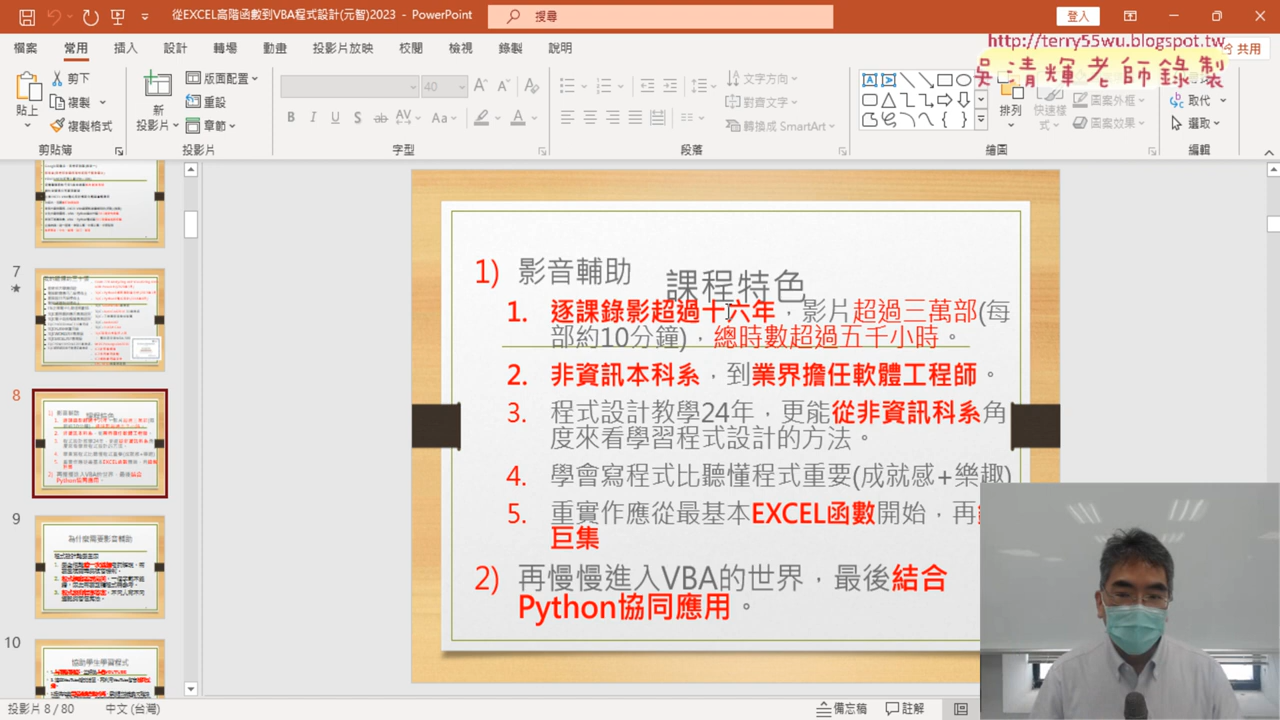 從EXCEL高階函數到VBA程式設計(元智)2023 - PowerPoint
搜尋
登入
http://terry55wu.blogspot.tw
吳清輝老師錄製
檔案 常用 插入 設計 轉場 動畫 投影片放映 校閱 檢視 錄製 說明
共用
貼上
剪下
複製
複製格式
剪貼簿
新
投影片
版面配置
重設
章節
投影片
40
字型
文字方向
對齊文字
轉換成 SmartArt
段落
排列
快速樣
式
圖案外框
圖案效果
繪圖
取代
選取
編輯
7
8
9
為什麼需要影音輔助
10
協助學生學習程式
課程特色
1) 影音輔助
1. 逐課錄影超過十六年，影片超過三萬部(每
部約10分鐘)，總時數超過五千小時。
2. 非資訊本科系，到業界擔任軟體工程師。
3. 程式設計教學24年，更能從非資訊科系角
度來看學習程式設計的方法。
4. 學會寫程式比聽懂程式重要(成就感+樂趣)
5. 重實作應從最基本EXCEL函數開始，再
巨集
2) 再慢慢進入VBA的世界，最後結合
Python協同應用。
投影片 8 / 80
中文 (台灣)
備忘稿
註解